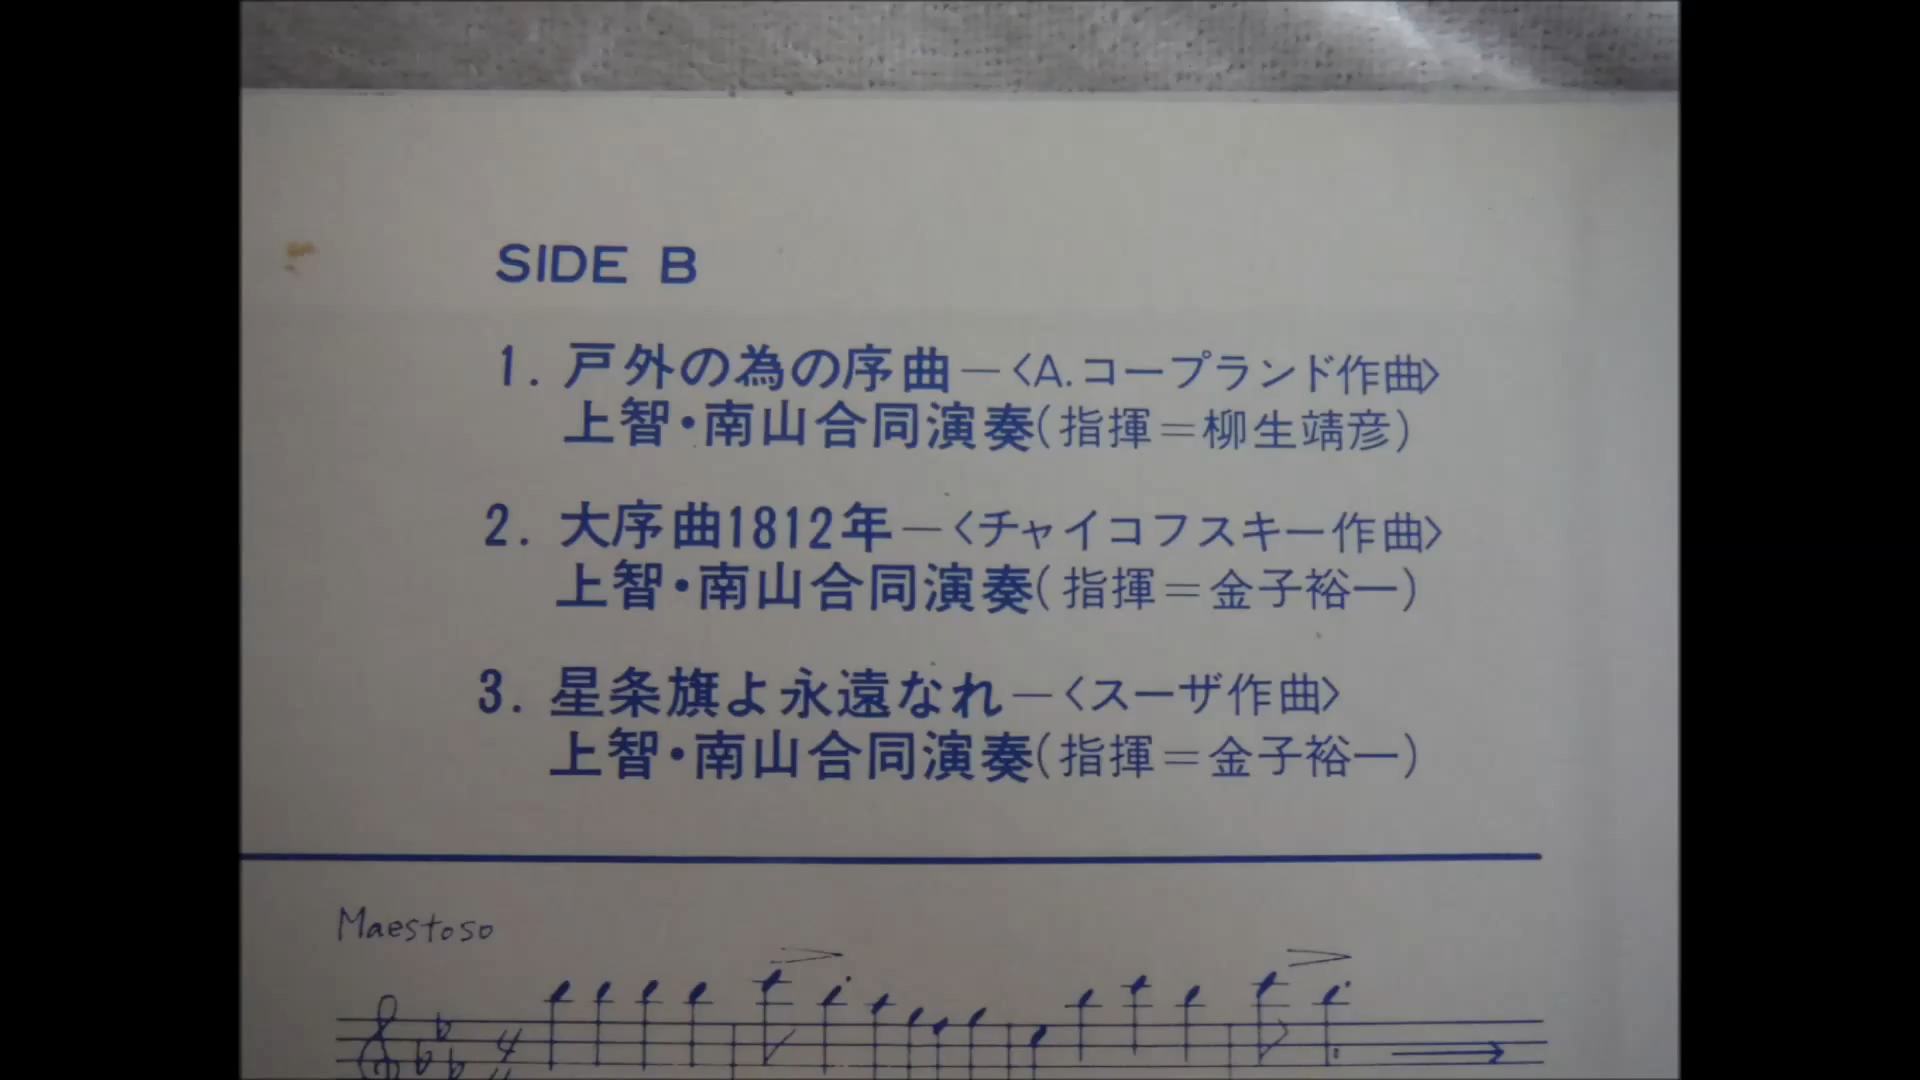 SIDE B
1. 戸外の為の序曲―〈A.コープランド作曲〉
上智・南山合同演奏(指揮＝柳生靖彦)
2. 大序曲1812年―〈チャイコフスキー作曲〉
上智・南山合同演奏(指揮＝金子裕一)
3. 星条旗よ永遠なれ―〈スーザ作曲〉
上智・南山合同演奏(指揮＝金子裕一)
Maestoso
4